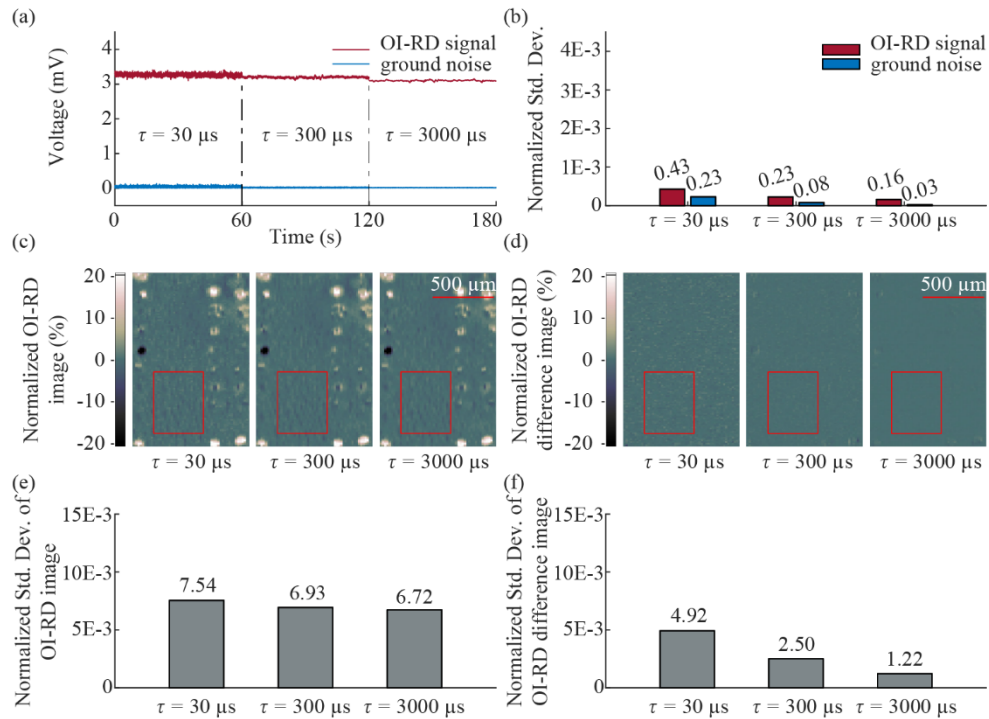 (a)
OI-RD signal
ground noise
Voltage (mV)
4
3
2
1
0
τ = 30 µs
τ = 300 µs
τ = 3000 µs
0
60
120
180
Time (s)
(b)
OI-RD signal
ground noise
Normalized Std. Dev.
4E-3
3E-3
2E-3
1E-3
0
0.43
0.23
0.23
0.08
0.16
0.03
τ = 30 µs
τ = 300 µs
τ = 3000 µs
(c)
Normalized OI-RD
image (%)
20
10
0
-10
-20
500 µm
τ = 30 µs
τ = 300 µs
τ = 3000 µs
(d)
Normalized OI-RD
difference image (%)
20
10
0
-10
-20
500 µm
τ = 30 µs
τ = 300 µs
τ = 3000 µs
(e)
Normalized Std. Dev. of
OI-RD image
15E-3
10E-3
5E-3
0
7.54
6.93
6.72
τ = 30 µs
τ = 300 µs
τ = 3000 µs
(f)
Normalized Std. Dev. of
OI-RD difference image
15E-3
10E-3
5E-3
0
4.92
2.50
1.22
τ = 30 µs
τ = 300 µs
τ = 3000 µs